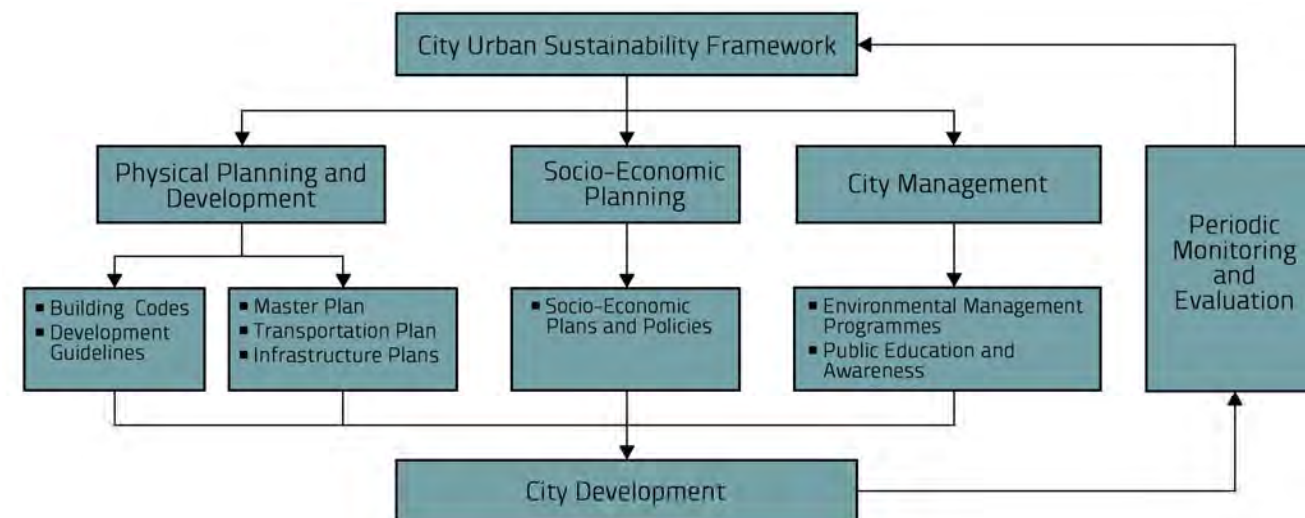 City Urban Sustainability Framework
Physical Planning and
Development
Socio-Economic
Planning
City Management
Periodic
Monitoring
and
Evaluation
▪ Building Codes
▪ Development
Guidelines
▪ Master Plan
▪ Transportation Plan
▪ Infrastructure Plans
▪ Socio-Economic
Plans and Policies
▪ Environmental Management
Programmes
▪ Public Education and
Awareness
City Development